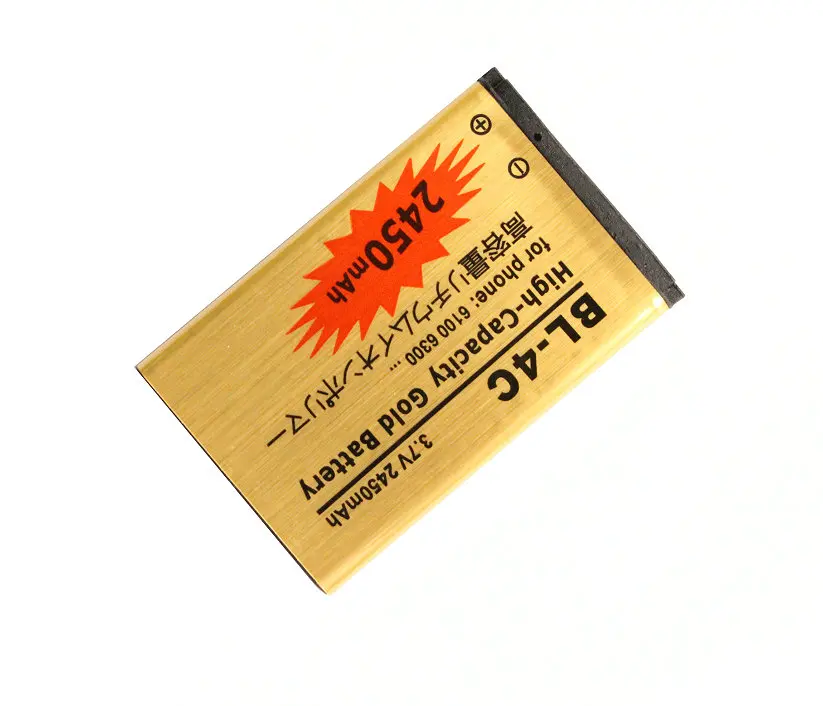 BL-4C
3.7V 2450mAh
High-Capacity Gold Battery
for phone: 6100 6300 ...
高容量リチウムイオンポリマー
2450mAh